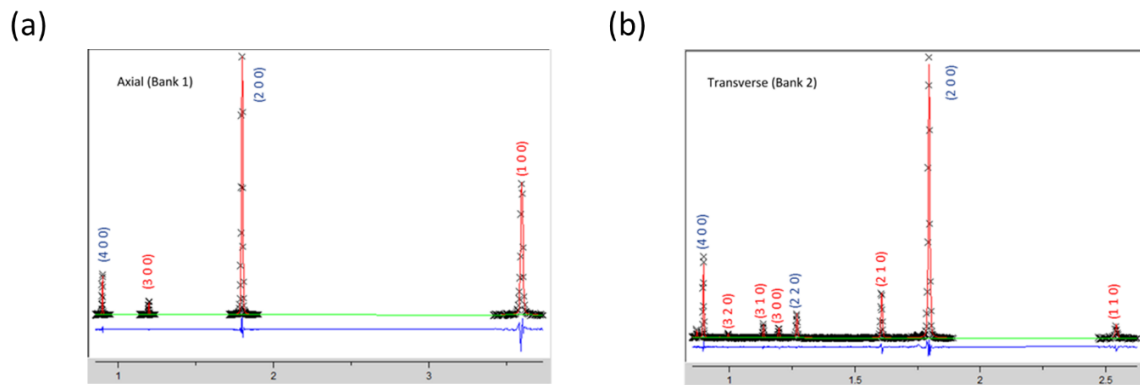 (a)
Axial (Bank 1)
(4 0 0)
(3 0 0)
(2 0 0)
(1 0 0)
1
2
3
(b)
Transverse (Bank 2)
(4 0 0)
(3 2 0)
(3 1 0)
(3 0 0)
(2 2 0)
(2 1 0)
(2 0 0)
(1 1 0)
1
1.5
2
2.5